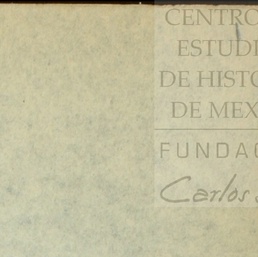 CENTRO
ESTUDI
DE HISTO
DE MEX
FUNDAC
Carlos